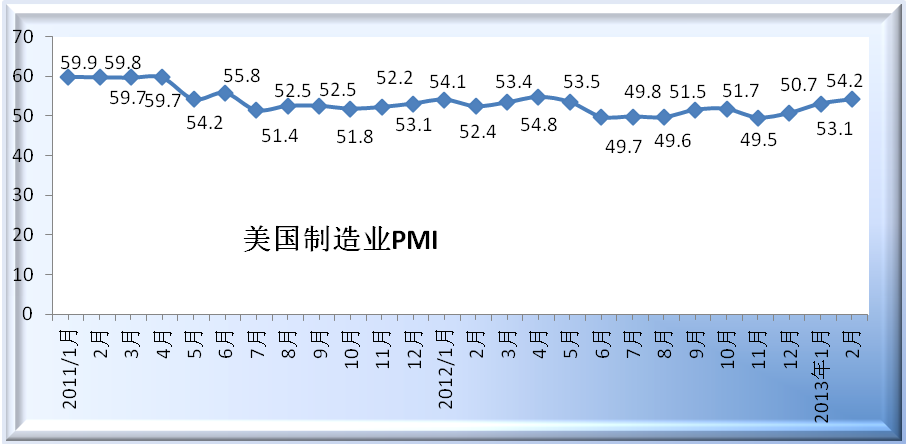 70
60
50
40
30
20
10
0
59.9
59.8
59.7
59.7
54.2
55.8
51.4
52.5
52.5
51.8
52.2
53.1
54.1
52.4
53.4
54.8
53.5
49.7
49.8
49.6
51.5
51.7
49.5
50.7
53.1
54.2
美国制造业PMI
2011/1月
2月
3月
4月
5月
6月
7月
8月
9月
10月
11月
12月
2012/1月
2月
3月
4月
5月
6月
7月
8月
9月
10月
11月
12月
2013年1月
2月